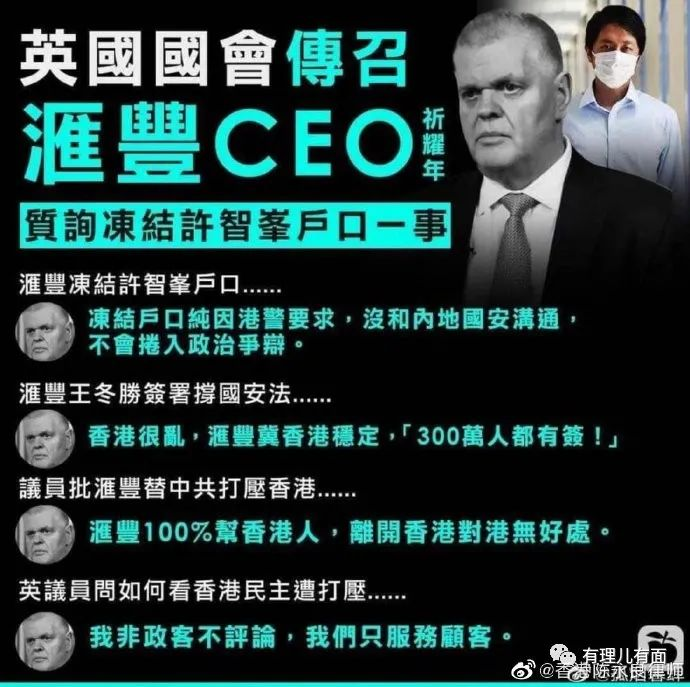 英國國會傳召
滙豐CEO
祈耀年
質詢凍結許智峯戶口一事
滙豐凍結許智峯戶口......
凍結戶口純因港警要求，沒和內地國安溝通，
不會捲入政治爭辯。
滙豐王冬勝簽署撐國安法......
香港很亂，滙豐冀香港穩定，「300萬人都有簽！」
議員批滙豐替中共打壓香港......
滙豐100%幫香港人，離開香港對港無好處。
英議員問如何看香港民主遭打壓......
我非政客不評論，我們只服務顧客。
有理儿有面
@香港陈永良律师